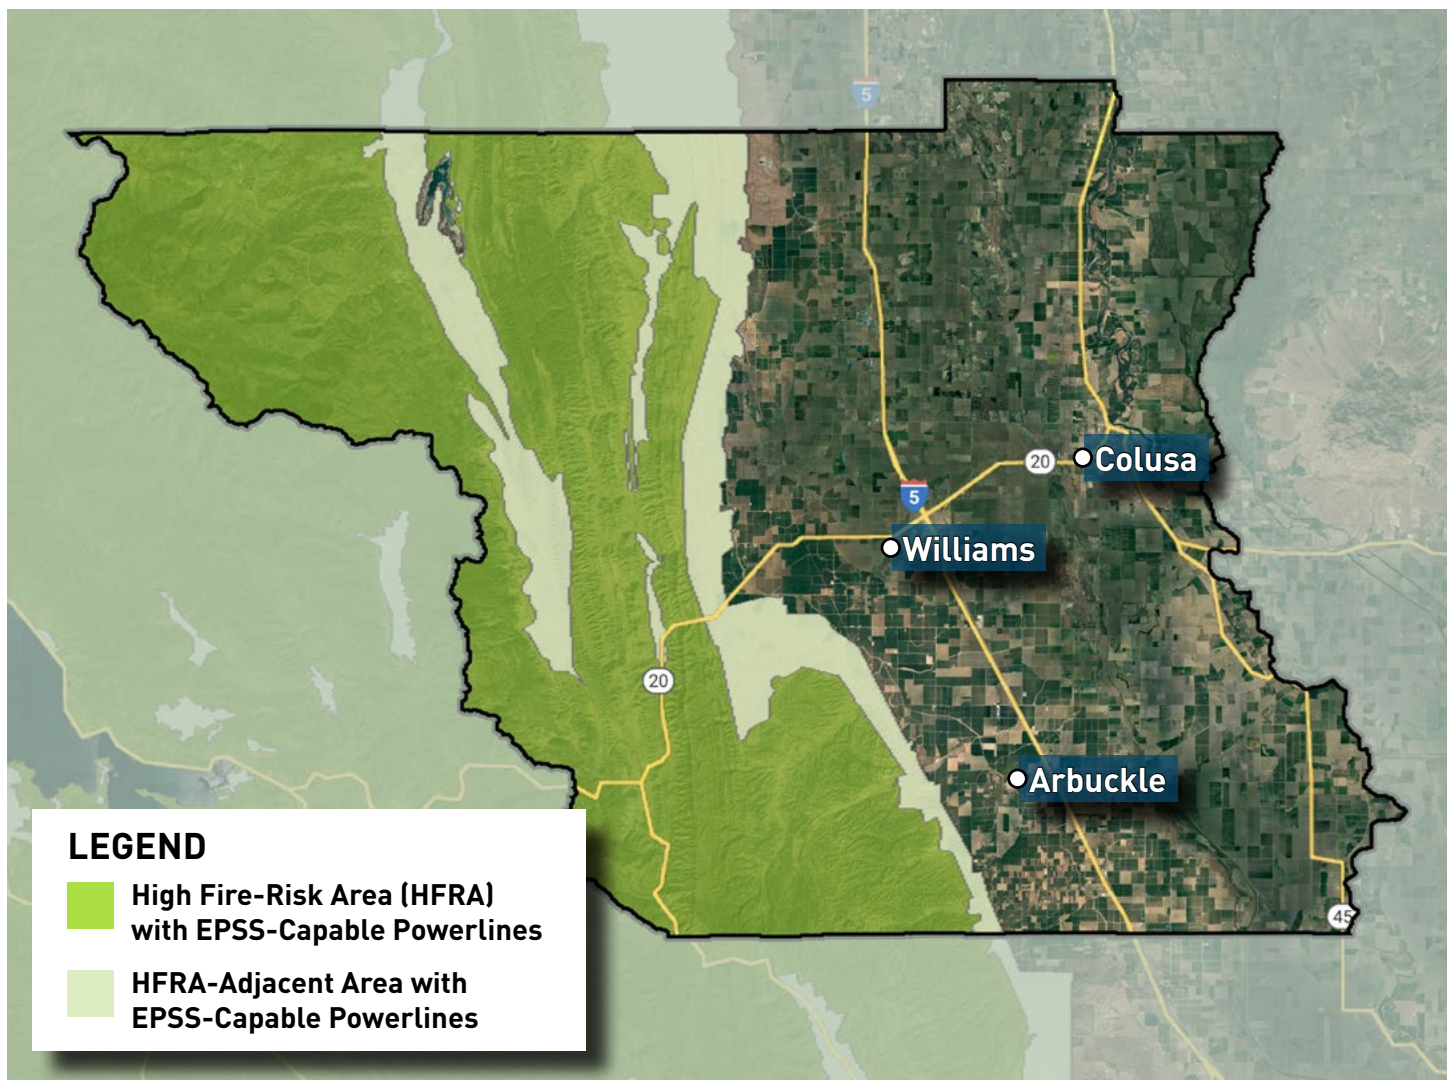 5
20
Colusa
5
Williams
20
Arbuckle
LEGEND
High Fire-Risk Area (HFRA)
with EPSS-Capable Powerlines
45
HFRA-Adjacent Area with
EPSS-Capable Powerlines